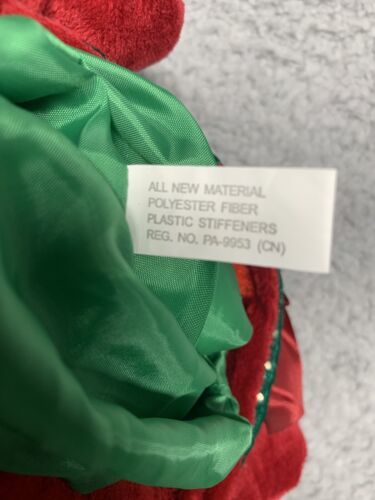 ALL NEW MATERIAL
POLYESTER FIBER
PLASTIC STIFFENERS
REG. NO. PA-9953 (CN)